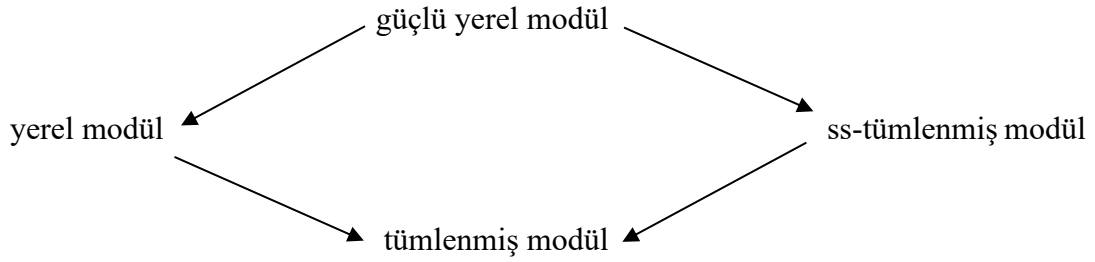 güçlü yerel modül
yerel modül
ss-tümlenmiş modül
tümlenmiş modül